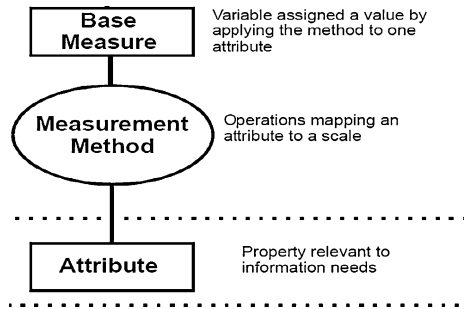 Base
Measure
Variable assigned a value by
applying the method to one
attribute
Measurement
Method
Operations mapping an
attribute to a scale
Attribute
Property relevant to
information needs